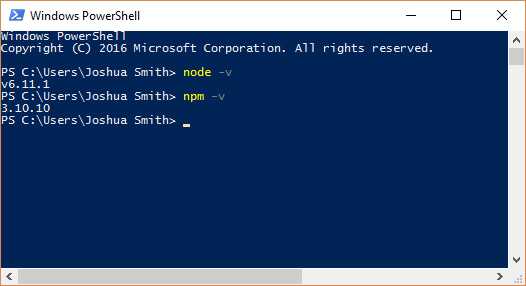 Windows PowerShell
Windows PowerShell
Copyright (C) 2016 Microsoft Corporation. All rights reserved.
PS C:\Users\Joshua Smith> node -v
v6.11.1
PS C:\Users\Joshua Smith> npm -v
3.10.10
PS C:\Users\Joshua Smith>